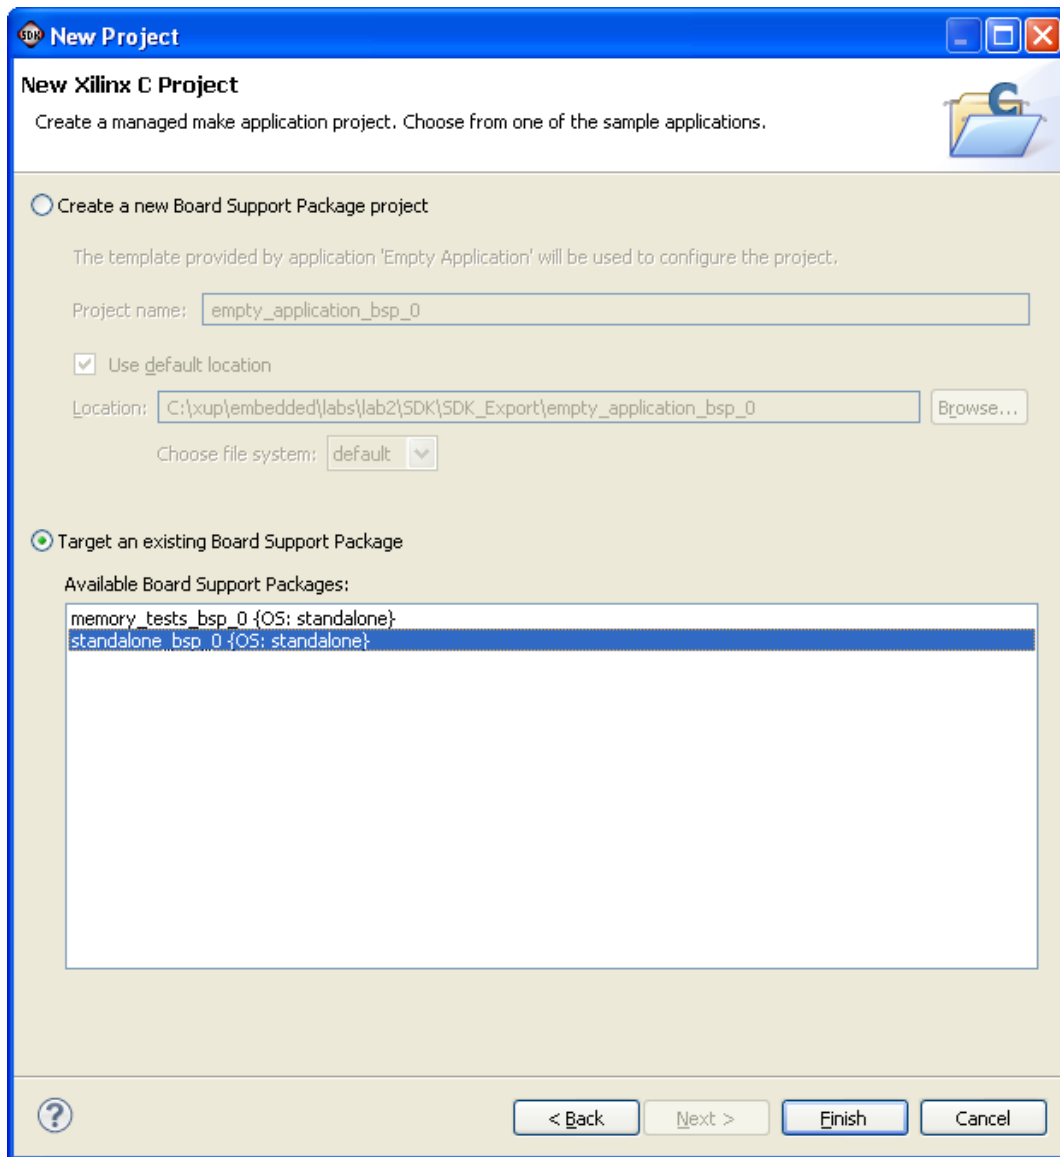 SDK New Project
New Xilinx C Project
Create a managed make application project. Choose from one of the sample applications.
C
Create a new Board Support Package project
The template provided by application 'Empty Application' will be used to configure the project.
Project name: empty_application_bsp_0
Use default location
Location: C:\xup\embedded\labs\lab2\SDK\SDK_Export\empty_application_bsp_0 Browse...
Choose file system: default
Target an existing Board Support Package
Available Board Support Packages:
memory_tests_bsp_0 {OS: standalone}
standalone_bsp_0 {OS: standalone}
? < Back Next > Finish Cancel